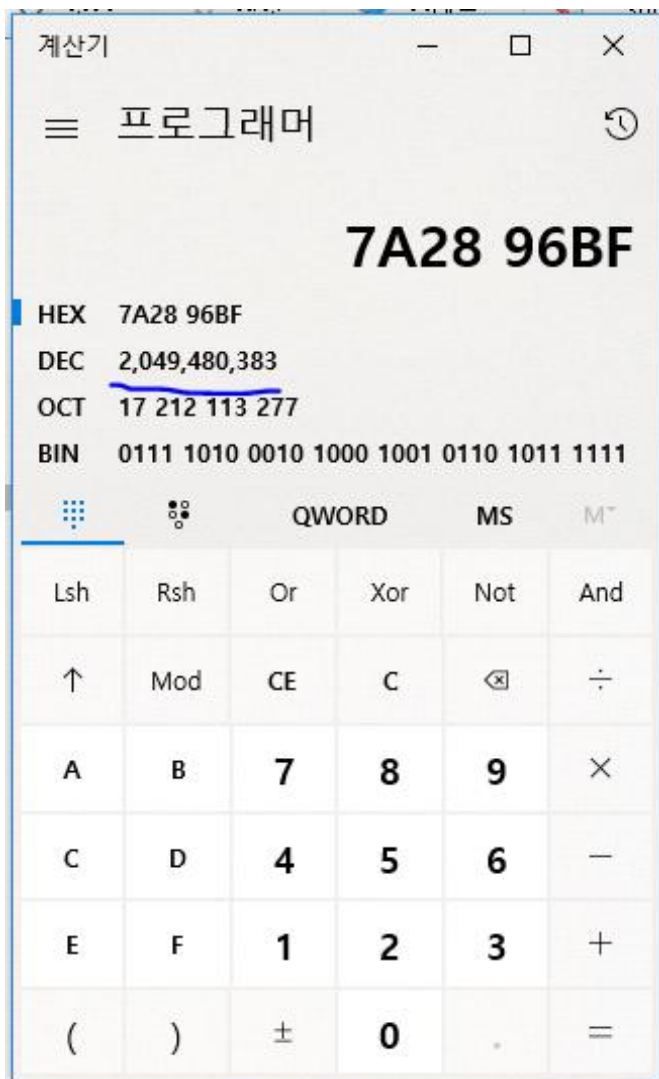 계산기
프로그래머
7A28 96BF
HEX 7A28 96BF
DEC 2,049,480,383
OCT 17 212 113 277
BIN 0111 1010 0010 1000 1001 0110 1011 1111
QWORD MS M˅
Lsh Rsh Or Xor Not And
↑ Mod CE C ⌫ ÷
A B 7 8 9 ×
C D 4 5 6 −
E F 1 2 3 +
( ) ± 0 . =